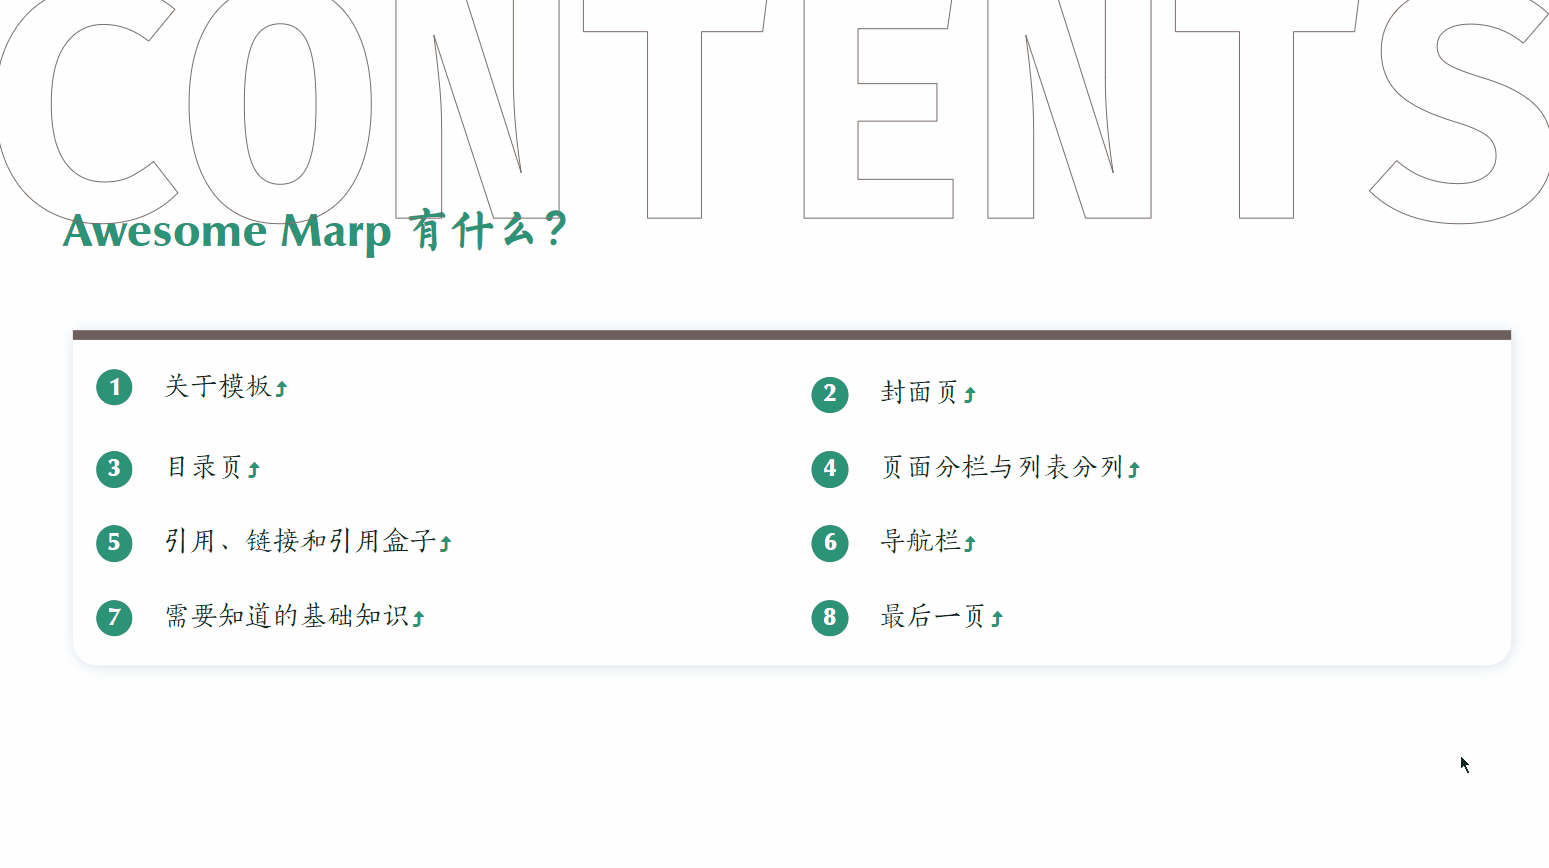 CONTENTS
Awesome Marp 有什么？
1 关于模板⤴
2 封面页⤴
3 目录页⤴
4 页面分栏与列表分列⤴
5 引用、链接和引用盒子⤴
6 导航栏⤴
7 需要知道的基础知识⤴
8 最后一页⤴